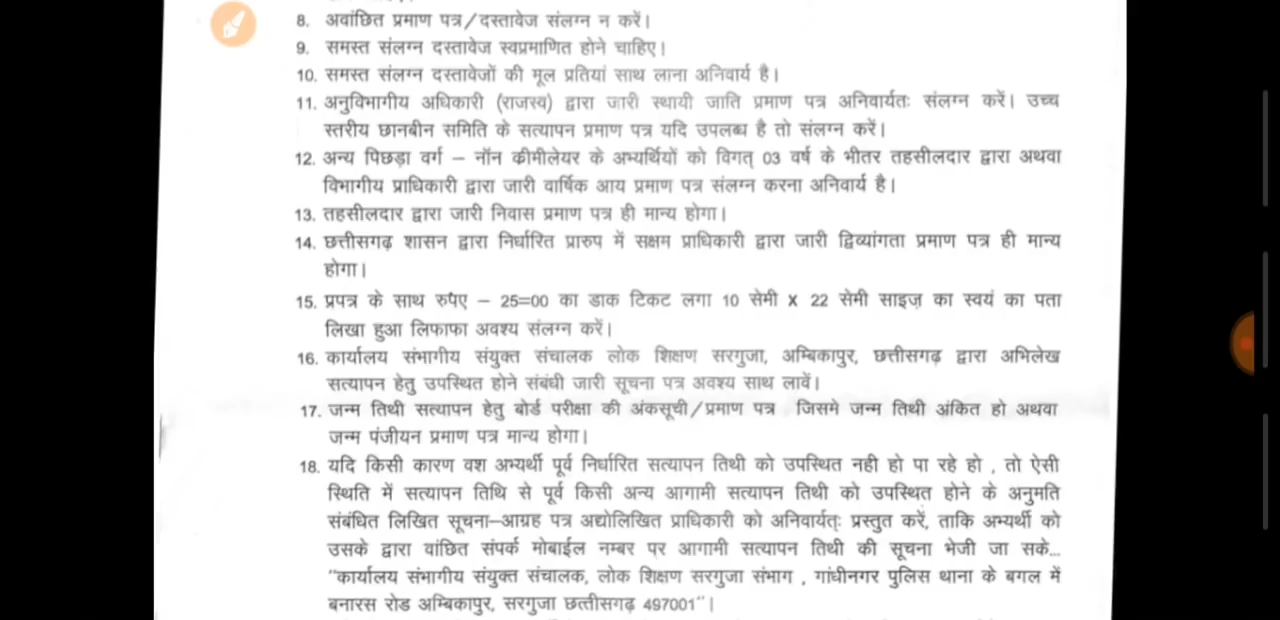 8. अवांछित प्रमाण पत्र/दस्तावेज संलग्न न करें।
9. समस्त संलग्न दस्तावेज स्वप्रमाणित होने चाहिए।
10. समस्त संलग्न दस्तावेजों की मूल प्रतियां साथ लाना अनिवार्य है।
11. अनुविभागीय अधिकारी (राजस्व) द्वारा जारी स्थायी जाति प्रमाण पत्र अनिवार्यतः संलग्न करें। उच्च
स्तरीय छानबीन समिति के सत्यापन प्रमाण पत्र यदि उपलब्ध है तो संलग्न करें।
12. अन्य पिछड़ा वर्ग – नॉन क्रीमीलेयर के अभ्यर्थियों को विगत् 03 वर्ष के भीतर तहसीलदार द्वारा अथवा
विभागीय प्राधिकारी द्वारा जारी वार्षिक आय प्रमाण पत्र संलग्न करना अनिवार्य है।
13. तहसीलदार द्वारा जारी निवास प्रमाण पत्र ही मान्य होगा।
14. छत्तीसगढ़ शासन द्वारा निर्धारित प्रारुप में सक्षम प्राधिकारी द्वारा जारी द्विव्यांगता प्रमाण पत्र ही मान्य
होगा।
15. प्रपत्र के साथ रुपए – 25=00 का डाक टिकट लगा 10 सेमी X 22 सेमी साइज़ का स्वयं का पता
लिखा हुआ लिफाफा अवश्य संलग्न करें।
16. कार्यालय संभागीय संयुक्त संचालक लोक शिक्षण सरगुजा, अम्बिकापुर, छत्तीसगढ़ द्वारा अभिलेख
सत्यापन हेतु उपस्थित होने संबंधी जारी सूचना पत्र अवश्य साथ लावें।
17. जन्म तिथी सत्यापन हेतु बोर्ड परीक्षा की अंकसूची/प्रमाण पत्र जिसमे जन्म तिथी अंकित हो अथवा
जन्म पंजीयन प्रमाण पत्र मान्य होगा।
18. यदि किसी कारण वश अभ्यर्थी पूर्व निर्धारित सत्यापन तिथी को उपस्थित नही हो पा रहे हो , तो ऐसी
स्थिति में सत्यापन तिथि से पूर्व किसी अन्य आगामी सत्यापन तिथी को उपस्थित होने के अनुमति
संबंधित लिखित सूचना–आग्रह पत्र अद्योलिखित प्राधिकारी को अनिवार्यतः प्रस्तुत करें, ताकि अभ्यर्थी को
उसके द्वारा वांछित संपर्क मोबाईल नम्बर पर आगामी सत्यापन तिथी की सूचना भेजी जा सके...
"कार्यालय संभागीय संयुक्त संचालक, लोक शिक्षण सरगुजा संभाग , गांधीनगर पुलिस थाना के बगल में
बनारस रोड अम्बिकापुर, सरगुजा छत्तीसगढ़ 497001"।